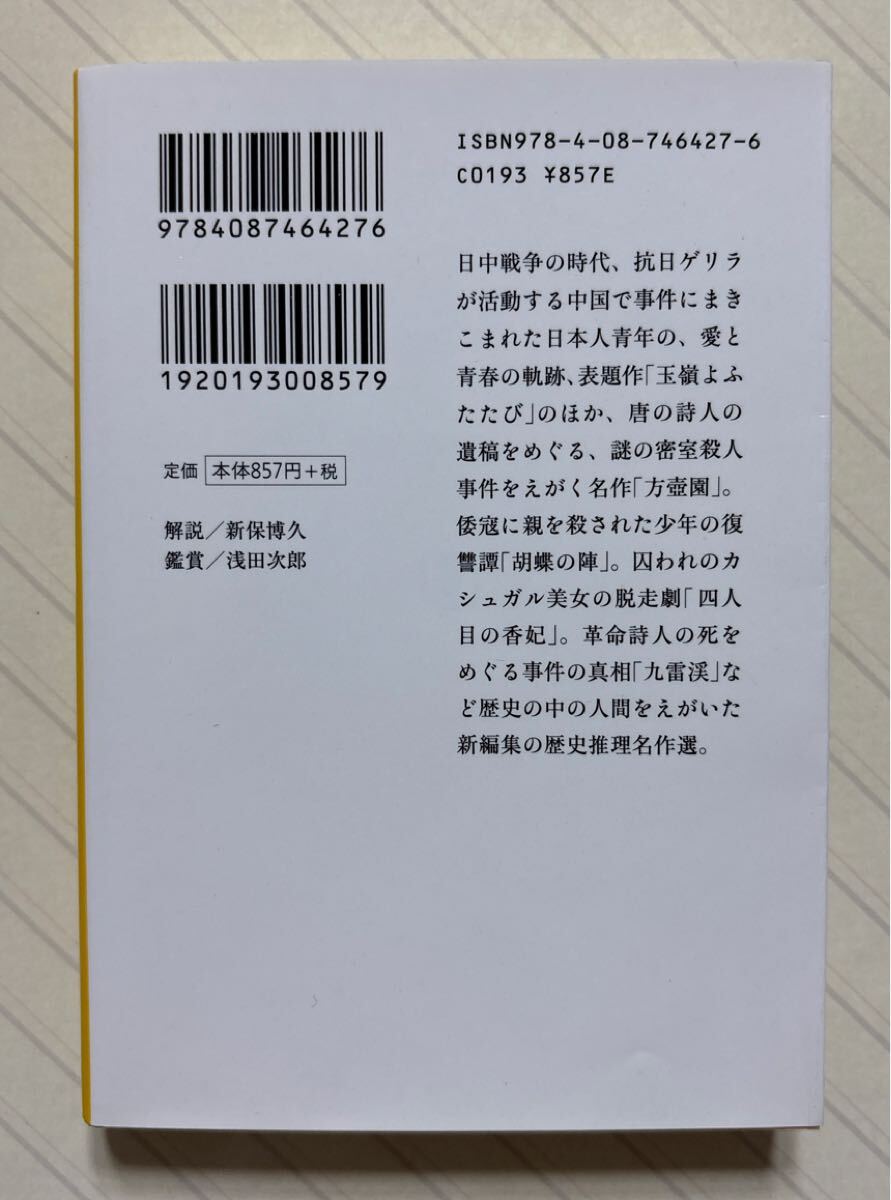 9784087464276
1920193008579
定価 本体857円+税
解説/新保博久
鑑賞/浅田次郎
ISBN978-4-08-746427-6
C0193 ¥857E
日中戦争の時代、抗日ゲリラ
が活動する中国で事件にまき
こまれた日本人青年の、愛と
青春の軌跡、表題作「玉嶺よふ
たたび」のほか、唐の詩人の
遺稿をめぐる、謎の密室殺人
事件をえがく名作「方壺園」。
倭寇に親を殺された少年の復
讐譚「胡蝶の陣」。囚われのカ
シュガル美女の脱走劇「四人
目の香妃」。革命詩人の死を
めぐる事件の真相「九雷渓」な
ど歴史の中の人間をえがいた
新編集の歴史推理名作選。